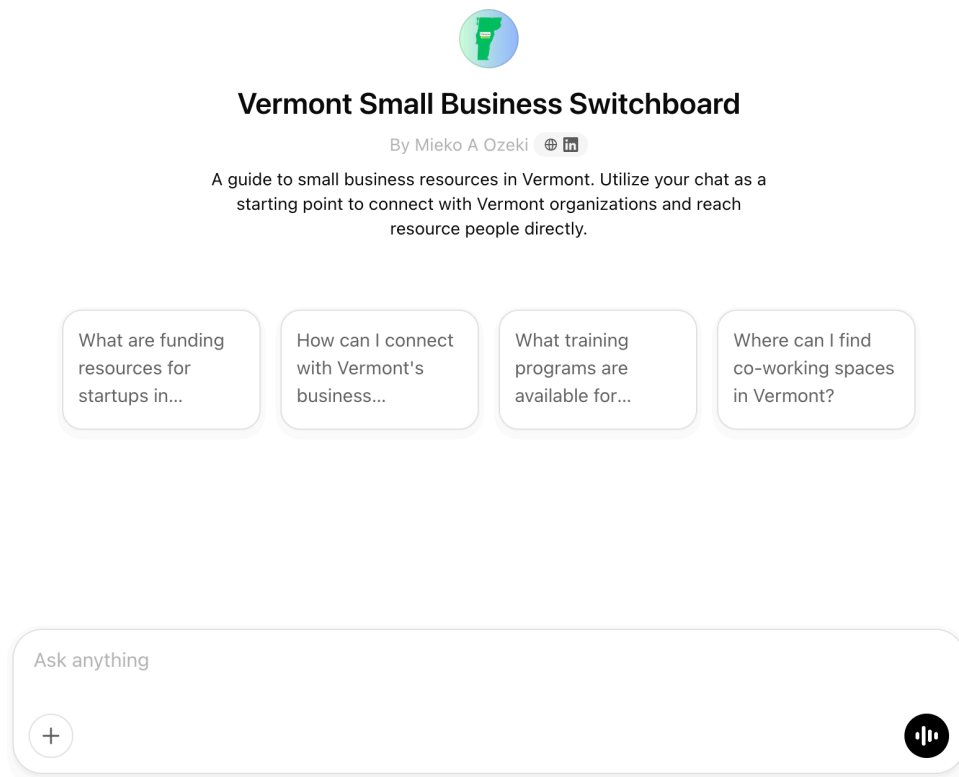 Vermont Small Business Switchboard
By Mieko A Ozeki
A guide to small business resources in Vermont. Utilize your chat as a
starting point to connect with Vermont organizations and reach
resource people directly.
What are funding
resources for
startups in...
How can I connect
with Vermont's
business...
What training
programs are
available for...
Where can I find
co-working spaces
in Vermont?
Ask anything